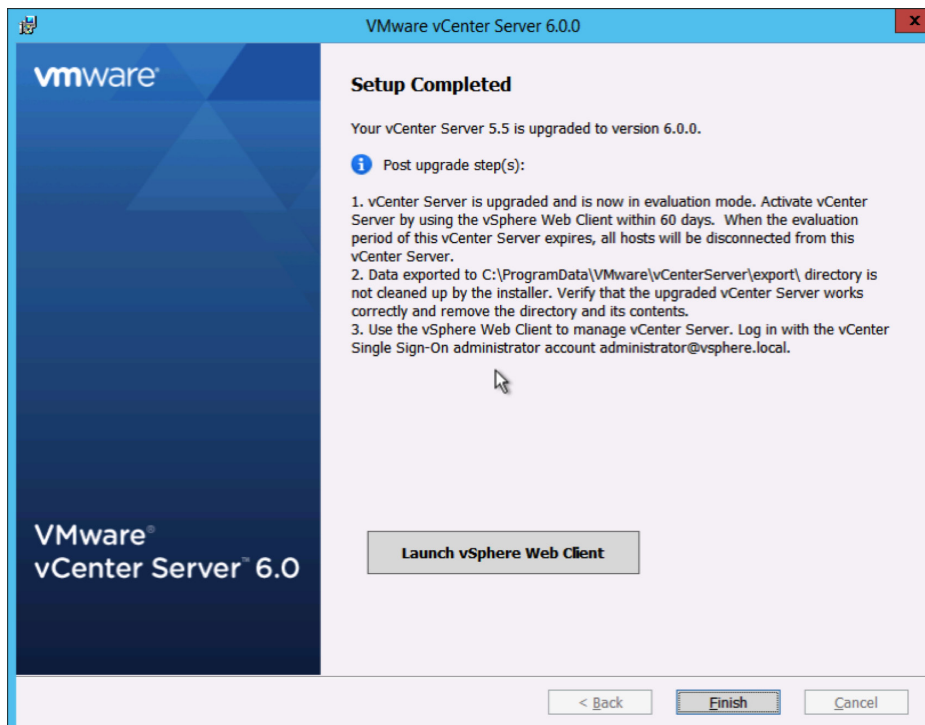 VMware vCenter Server 6.0.0
x
vmware®
Setup Completed
Your vCenter Server 5.5 is upgraded to version 6.0.0.
Post upgrade step(s):
1. vCenter Server is upgraded and is now in evaluation mode. Activate vCenter
Server by using the vSphere Web Client within 60 days.  When the evaluation
period of this vCenter Server expires, all hosts will be disconnected from this
vCenter Server.
2. Data exported to C:\ProgramData\VMware\vCenterServer\export\ directory is
not cleaned up by the installer. Verify that the upgraded vCenter Server works
correctly and remove the directory and its contents.
3. Use the vSphere Web Client to manage vCenter Server. Log in with the vCenter
Single Sign-On administrator account administrator@vsphere.local.
VMware®
vCenter Server™ 6.0
Launch vSphere Web Client
< Back
Finish
Cancel